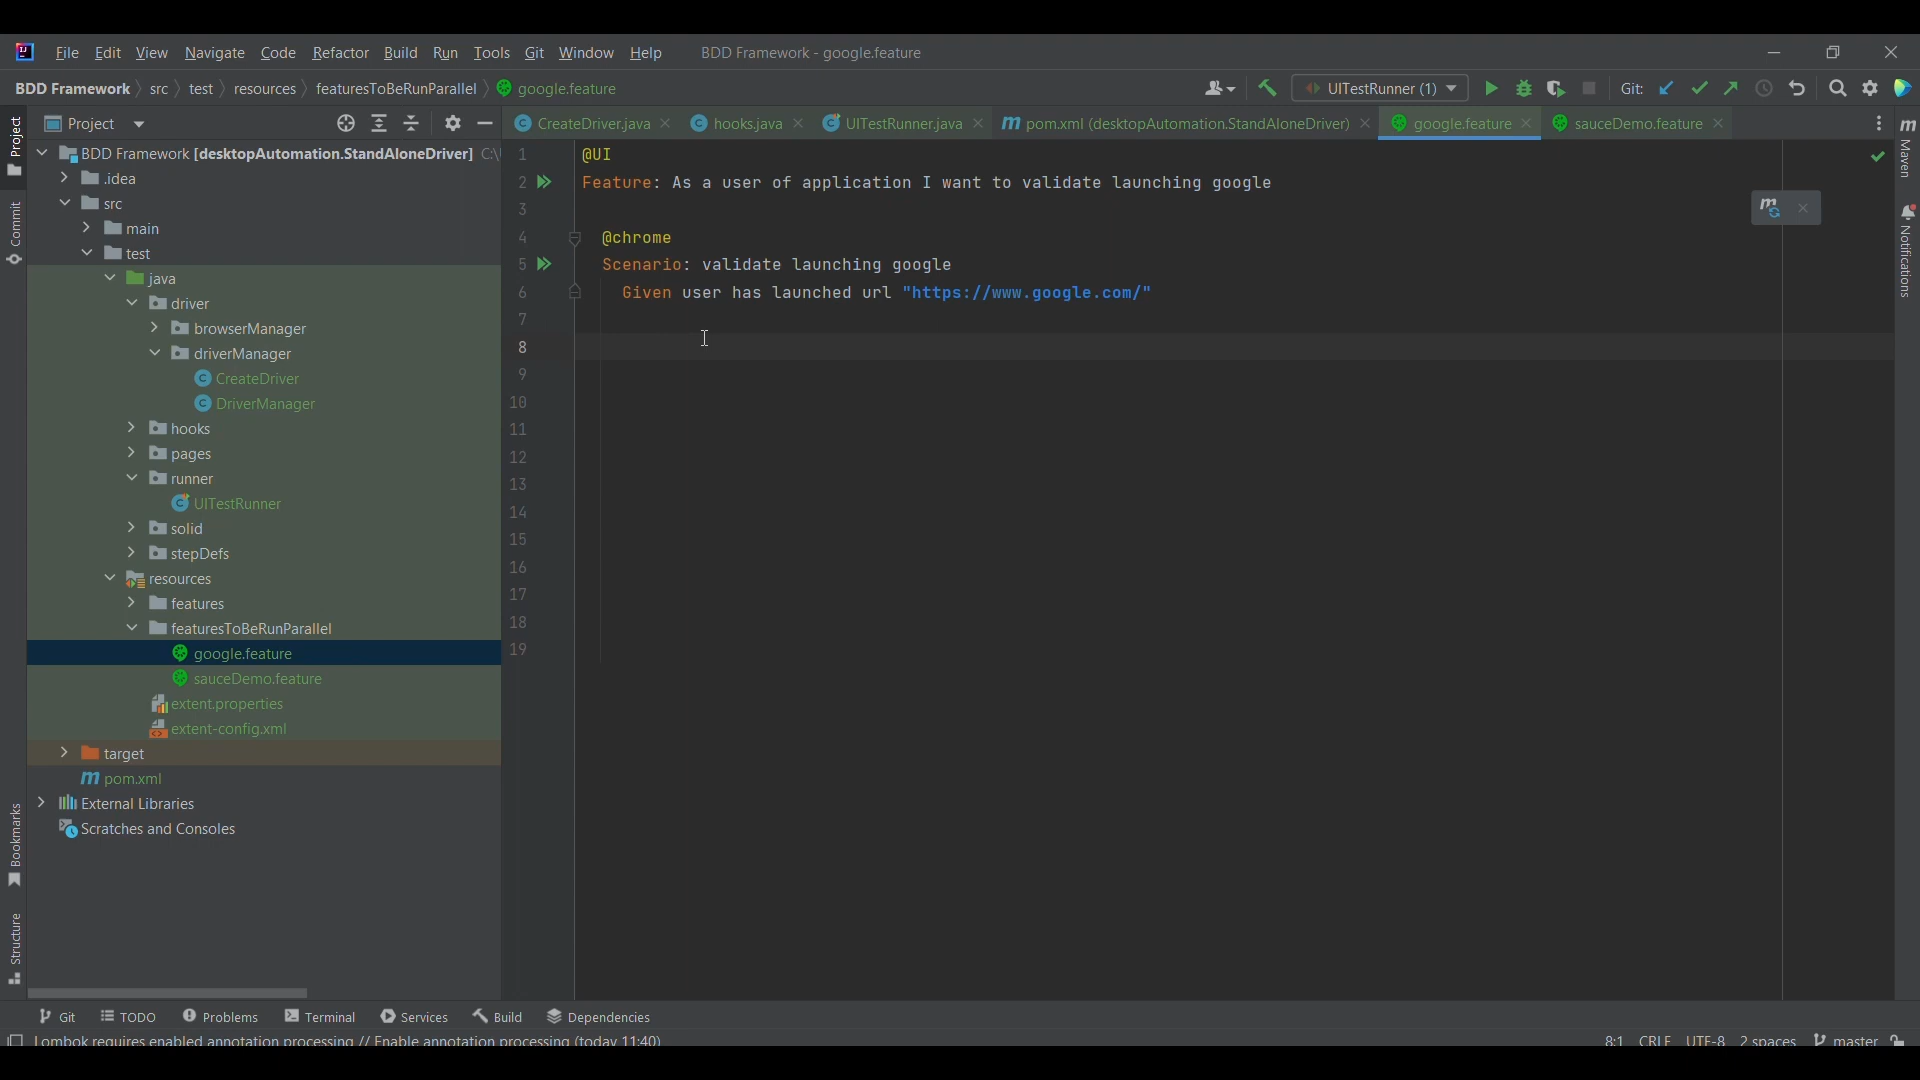 File Edit View Navigate Code Refactor Build Run Tools Git Window Help BDD Framework - google.feature
BDD Framework src test resources featuresToBeRunParallel google.feature UITestRunner (1) Git:
Project
CreateDriver.java hooks.java UITestRunner.java pom.xml (desktopAutomation.StandAloneDriver) google.feature sauceDemo.feature
Project
Commit
Bookmarks
Structure
BDD Framework [desktopAutomation.StandAloneDriver] C:\
.idea
src
main
test
java
driver
browserManager
driverManager
CreateDriver
DriverManager
hooks
pages
runner
UITestRunner
solid
stepDefs
resources
features
featuresToBeRunParallel
google.feature
sauceDemo.feature
extent.properties
extent-config.xml
target
pom.xml
External Libraries
Scratches and Consoles
1 @UI
2 Feature: As a user of application I want to validate launching google
3
4 @chrome
5 Scenario: validate launching google
6 Given user has launched url "https://www.google.com/"
7
8
9
10
11
12
13
14
15
16
17
18
19
Maven
Notifications
Git TODO Problems Terminal Services Build Dependencies
Lombok requires enabled annotation processing // Enable annotation processing (today 11:40) 8:1 CRLF UTF-8 2 spaces master